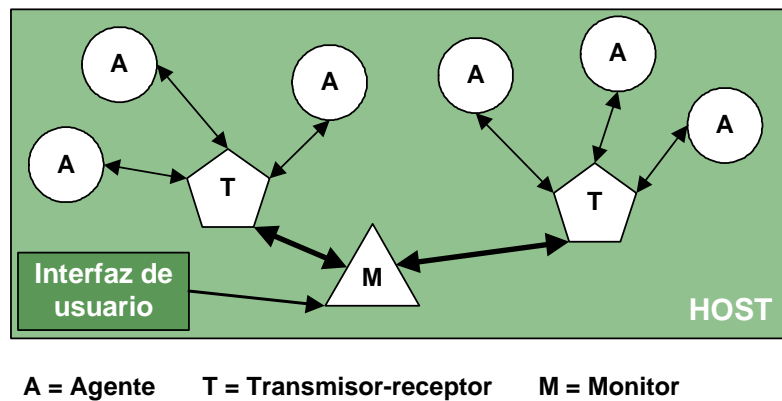 A
A
A
A
A
A
T
T
M
Interfaz de
usuario
HOST
A = Agente T = Transmisor-receptor M = Monitor